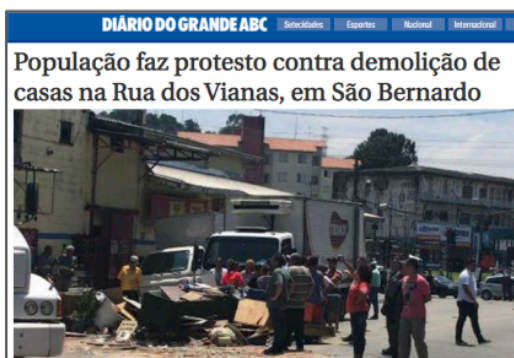 DIÁRIO DO GRANDE ABC
Setecidades Esportes Nacional Internacional
População faz protesto contra demolição de
casas na Rua dos Vianas, em São Bernardo